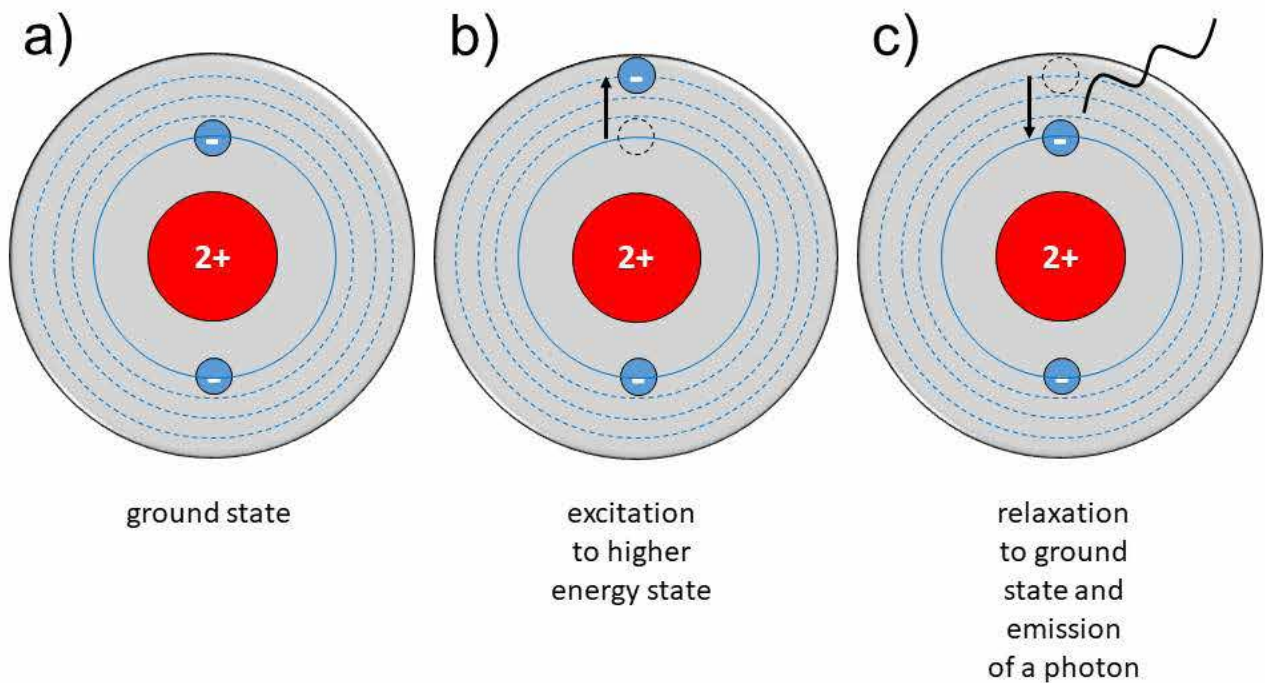 a)
b)
c)
-
-
-
2+
2+
2+
-
-
-
ground state
excitation
to higher
energy state
relaxation
to ground
state and
emission
of a photon